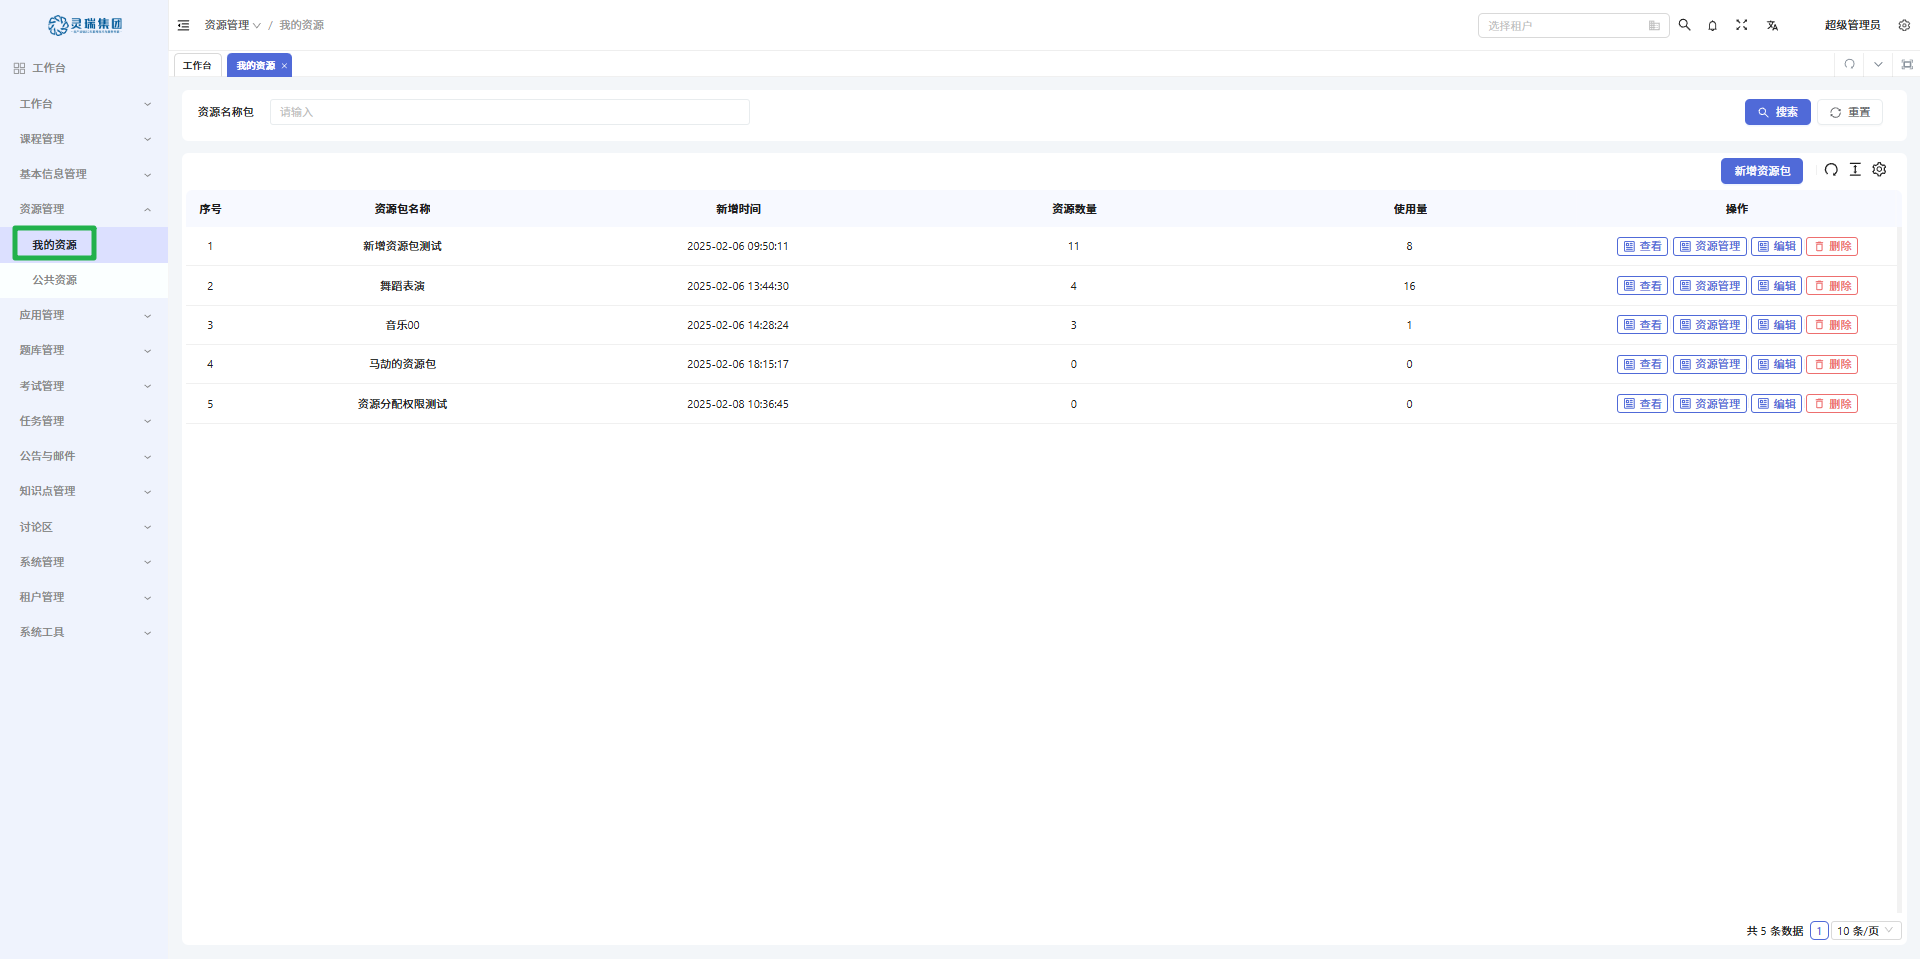 灵瑞集团
资源管理 / 我的资源
选择租户
超级管理员
工作台
我的资源
工作台
工作台
课程管理
基本信息管理
资源管理
我的资源
公共资源
应用管理
题库管理
考试管理
任务管理
公告与邮件
知识点管理
讨论区
系统管理
租户管理
系统工具
资源名称包 请输入 搜索 重置
新增资源包
序号 资源包名称 新增时间 资源数量 使用量 操作
1 新增资源包测试 2025-02-06 09:50:11 11 8 查看 资源管理 编辑 删除
2 舞蹈表演 2025-02-06 13:44:30 4 16 查看 资源管理 编辑 删除
3 音乐00 2025-02-06 14:28:24 3 1 查看 资源管理 编辑 删除
4 马劼的资源包 2025-02-06 18:15:17 0 0 查看 资源管理 编辑 删除
5 资源分配权限测试 2025-02-08 10:36:45 0 0 查看 资源管理 编辑 删除
共 5 条数据 1 10 条/页